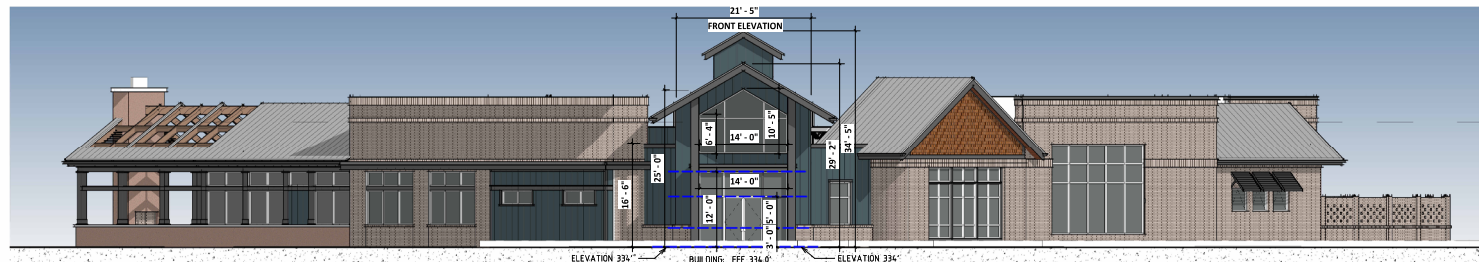 21' - 5"
FRONT ELEVATION
6' - 4"
14' - 0"
10' - 5"
29' - 2"
34' - 5"
25' - 0"
16' - 6"
14' - 0"
12' - 0"
5' - 0"
3' - 0"
ELEVATION 334'
BUILDING: FFE 334.0'
ELEVATION 334'